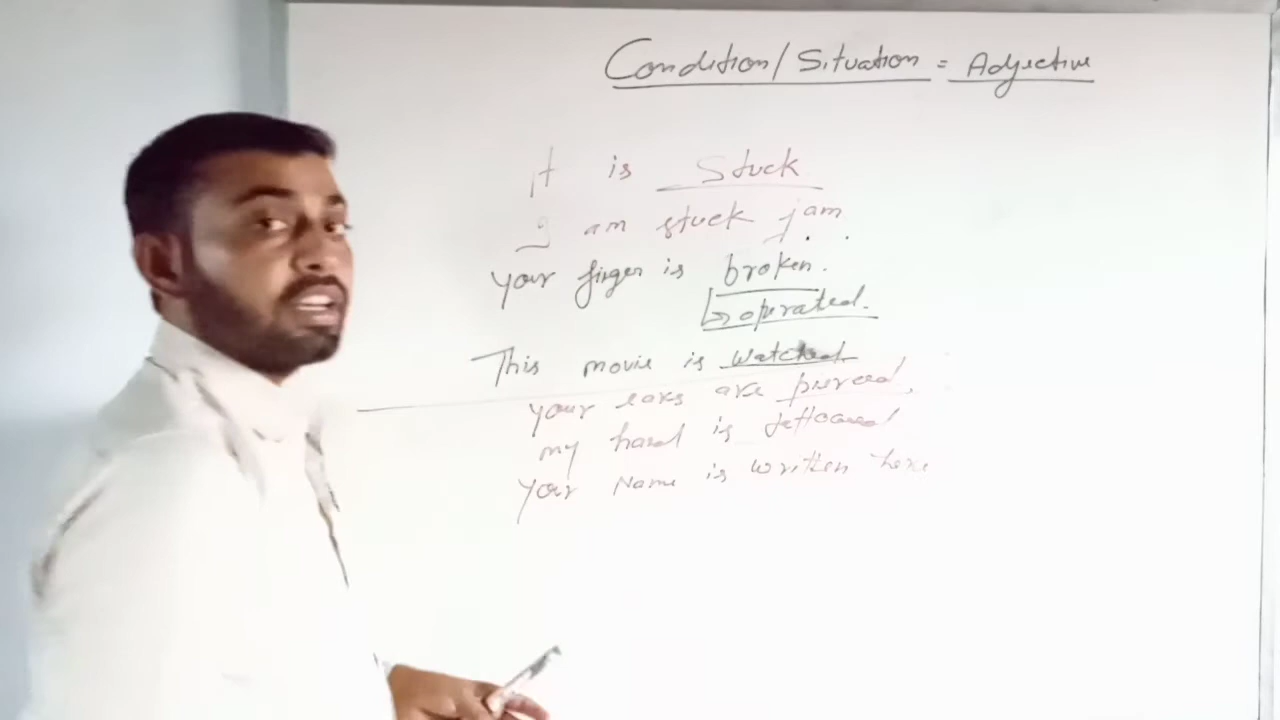 Condition/Situation = Adjective
It is Stuck
I am stuck jam
your finger is broken.
operated.
This movie is watched
your ears are pierced,
my hand is tattooed
your Name is written here